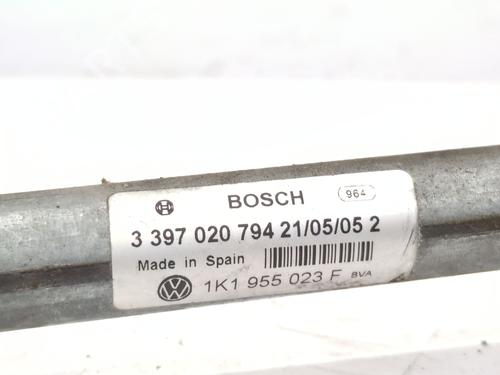 BOSCH 964
3 397 020 794 21/05/05 2
Made in Spain
1K1 955 023 F BVA